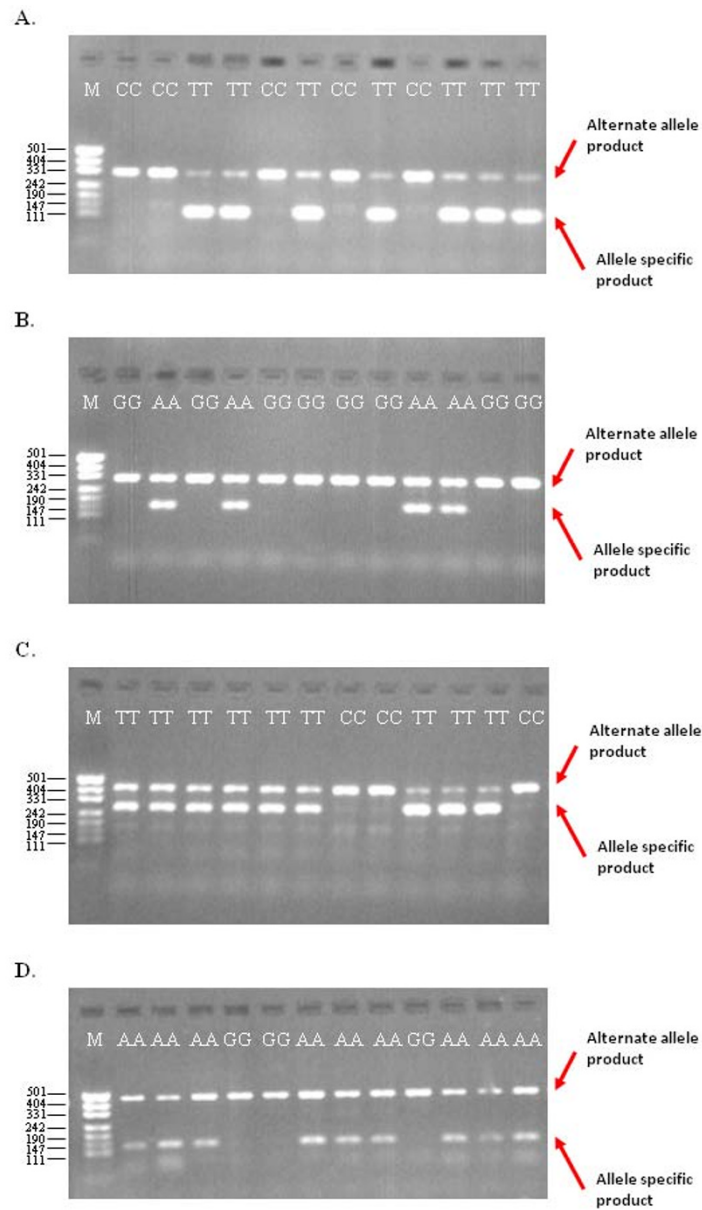 A.
M CC CC TT TT CC TT CC TT CC TT TT TT
501
404
331
242
190
147
111
Alternate allele
product
Allele specific
product
B.
M GG AA GG AA GG GG GG GG AA AA GG GG
501
404
331
242
190
147
111
Alternate allele
product
Allele specific
product
C.
M TT TT TT TT TT TT CC CC TT TT TT CC
501
404
331
242
190
147
111
Alternate allele
product
Allele specific
product
D.
M AA AA AA GG GG AA AA AA GG AA AA AA
501
404
331
242
190
147
111
Alternate allele
product
Allele specific
product